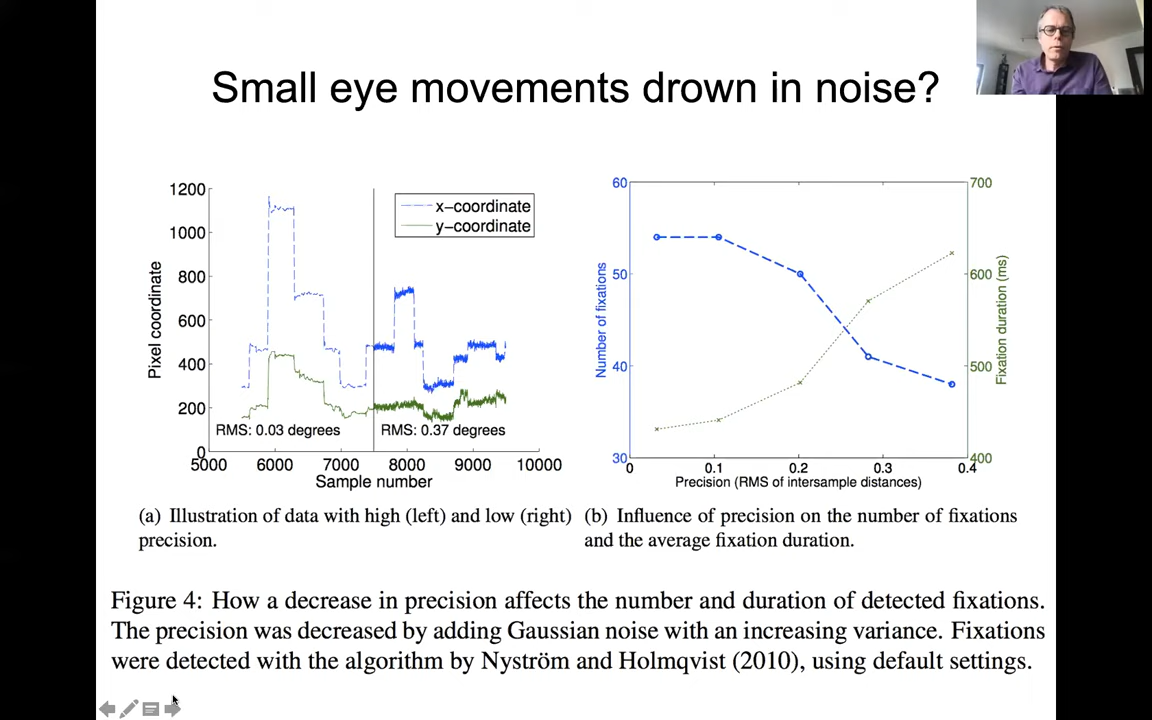 Small eye movements drown in noise?
1200
1000
800
600
400
200
0
Pixel coordinate
x-coordinate
y-coordinate
RMS: 0.03 degrees
RMS: 0.37 degrees
5000 6000 7000 8000 9000 10000
Sample number
60
50
40
30
Number of fixations
700
600
500
400
Fixation duration (ms)
0 0.1 0.2 0.3 0.4
Precision (RMS of intersample distances)
(a) Illustration of data with high (left) and low (right)
precision.
(b) Influence of precision on the number of fixations
and the average fixation duration.
Figure 4: How a decrease in precision affects the number and duration of detected fixations.
The precision was decreased by adding Gaussian noise with an increasing variance. Fixations
were detected with the algorithm by Nyström and Holmqvist (2010), using default settings.